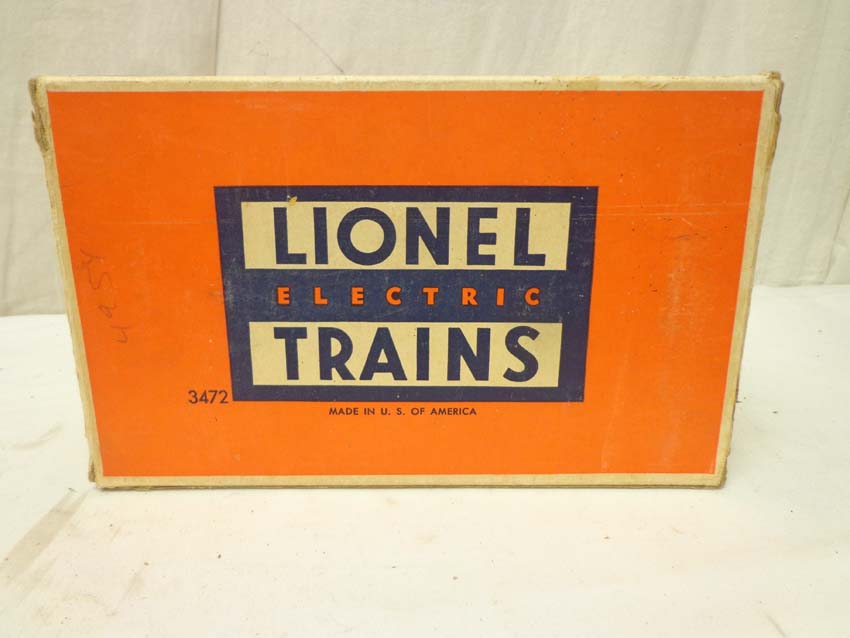 LIONEL
ELECTRIC
TRAINS
3472
MADE IN U. S. OF AMERICA